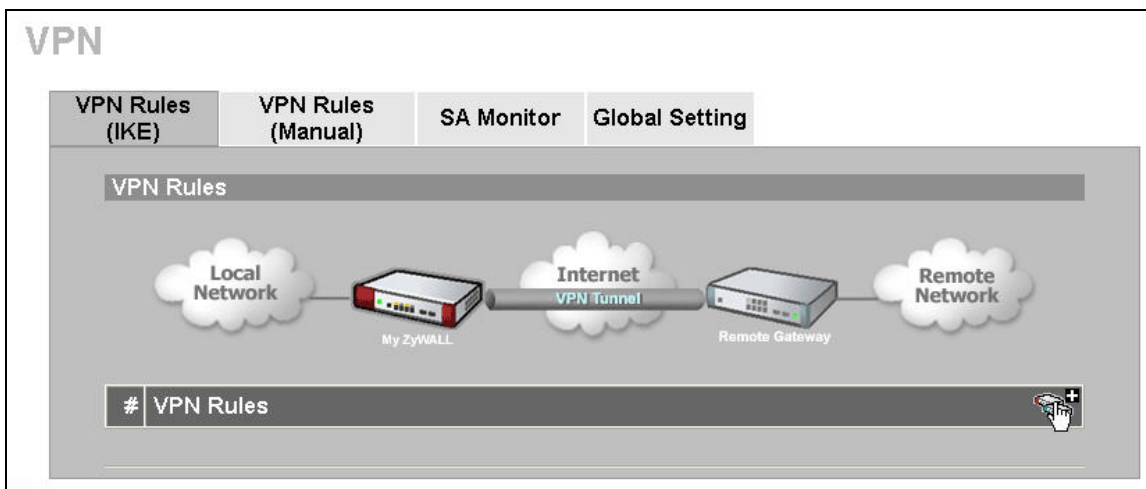 VPN
VPN Rules
(IKE)
VPN Rules
(Manual)
SA Monitor
Global Setting
VPN Rules
Local
Network
My ZyWALL
Internet
VPN Tunnel
Remote Gateway
Remote
Network
# VPN Rules